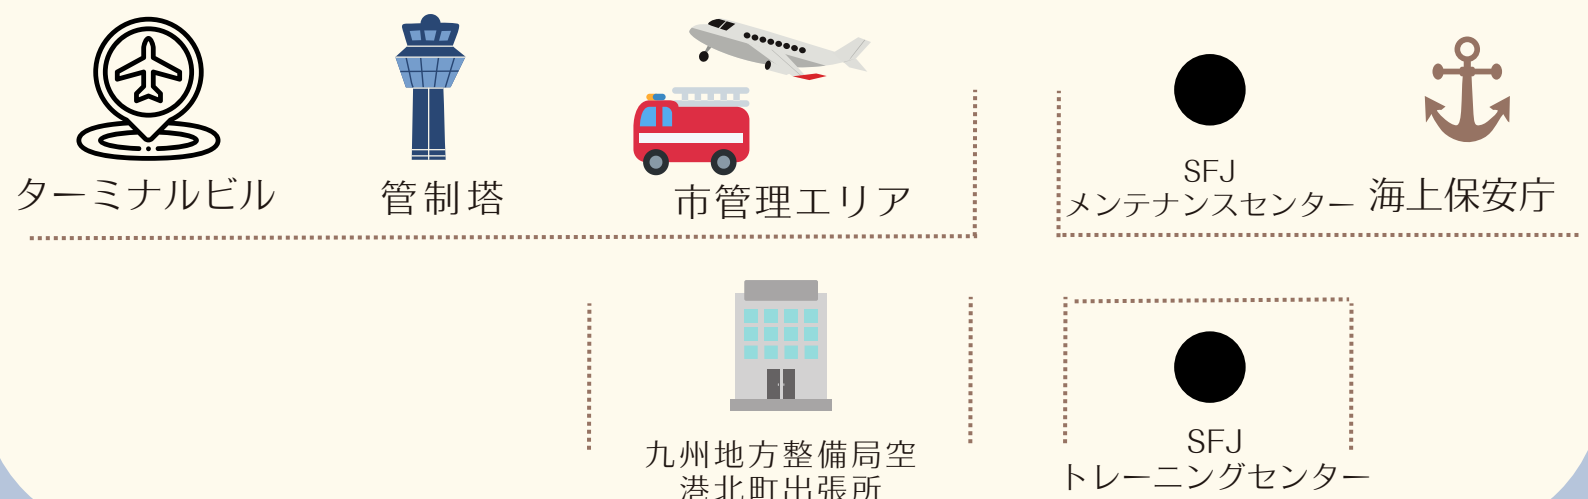 ターミナルビル
管制塔
市管理エリア
SFJ
メンテナンスセンター
海上保安庁
九州地方整備局空
港北町出張所
SFJ
トレーニングセンター